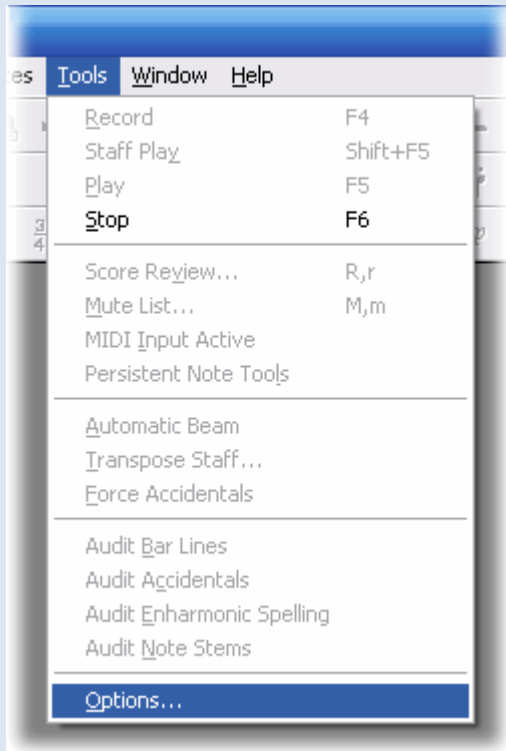 es Tools Window Help
Record F4
Staff Play Shift+F5
Play F5
Stop F6
3
4
p
Score Review... R,r
Mute List... M,m
MIDI Input Active
Persistent Note Tools
Automatic Beam
Transpose Staff...
Force Accidentals
Audit Bar Lines
Audit Accidentals
Audit Enharmonic Spelling
Audit Note Stems
Options...